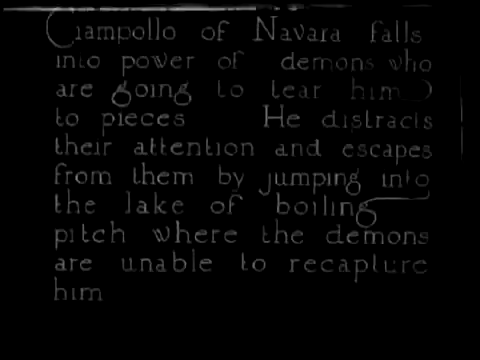 Ciampollo of Navara falls
into power of demons who
are going to tear him
to pieces He distracts
their attention and escapes
from them by jumping into
the lake of boiling
pitch where the demons
are unable to recapture
him